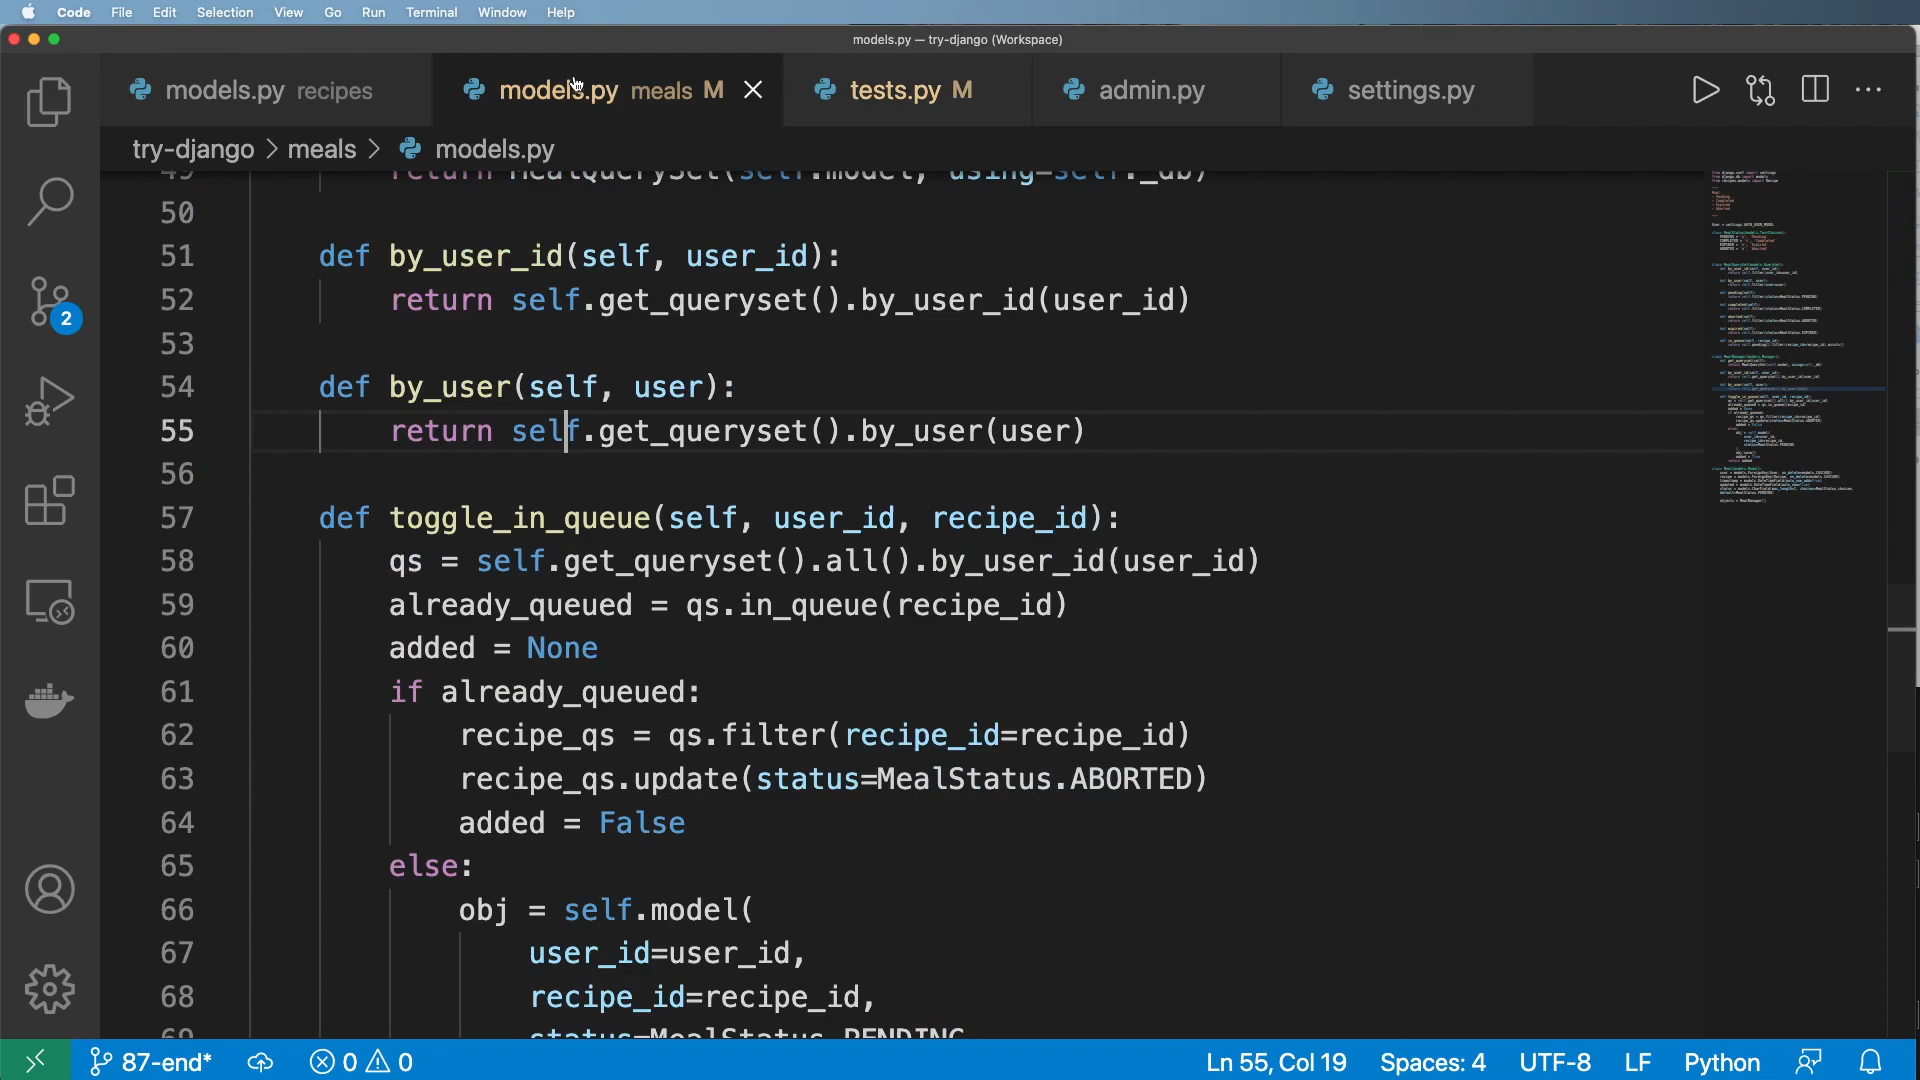 Code File Edit Selection View Go Run Terminal Window Help
models.py — try-django (Workspace)
models.py recipes models.py meals M tests.py M admin.py settings.py
try-django > meals > models.py
49 return MealQuerySet(self.model, using=self._db)
50
51 def by_user_id(self, user_id):
52 return self.get_queryset().by_user_id(user_id)
53
54 def by_user(self, user):
55 return self.get_queryset().by_user(user)
56
57 def toggle_in_queue(self, user_id, recipe_id):
58 qs = self.get_queryset().all().by_user_id(user_id)
59 already_queued = qs.in_queue(recipe_id)
60 added = None
61 if already_queued:
62 recipe_qs = qs.filter(recipe_id=recipe_id)
63 recipe_qs.update(status=MealStatus.ABORTED)
64 added = False
65 else:
66 obj = self.model(
67 user_id=user_id,
68 recipe_id=recipe_id,
69 status=MealStatus.PENDING
2
87-end* 0 0 Ln 55, Col 19 Spaces: 4 UTF-8 LF Python